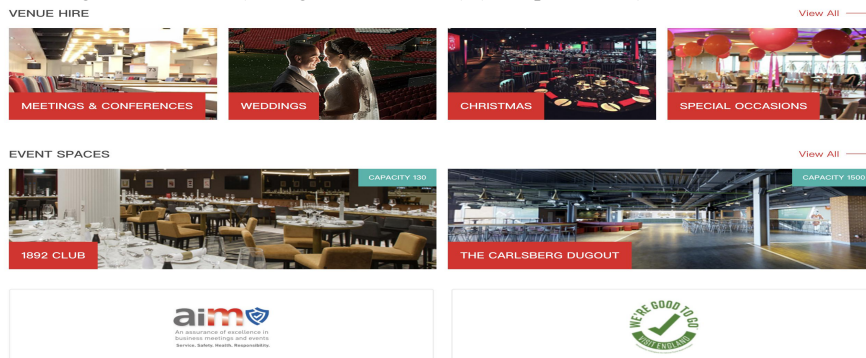 VENUE HIRE
View All
MEETINGS & CONFERENCES
WEDDINGS
CHRISTMAS
SPECIAL OCCASIONS
EVENT SPACES
View All
CAPACITY 130
CAPACITY 1500
1892 CLUB
THE CARLSBERG DUGOUT
aim
An assurance of excellence in
business meetings and events
Service. Safety. Health. Responsibility.
WE'RE GOOD TO GO
VISIT ENGLAND